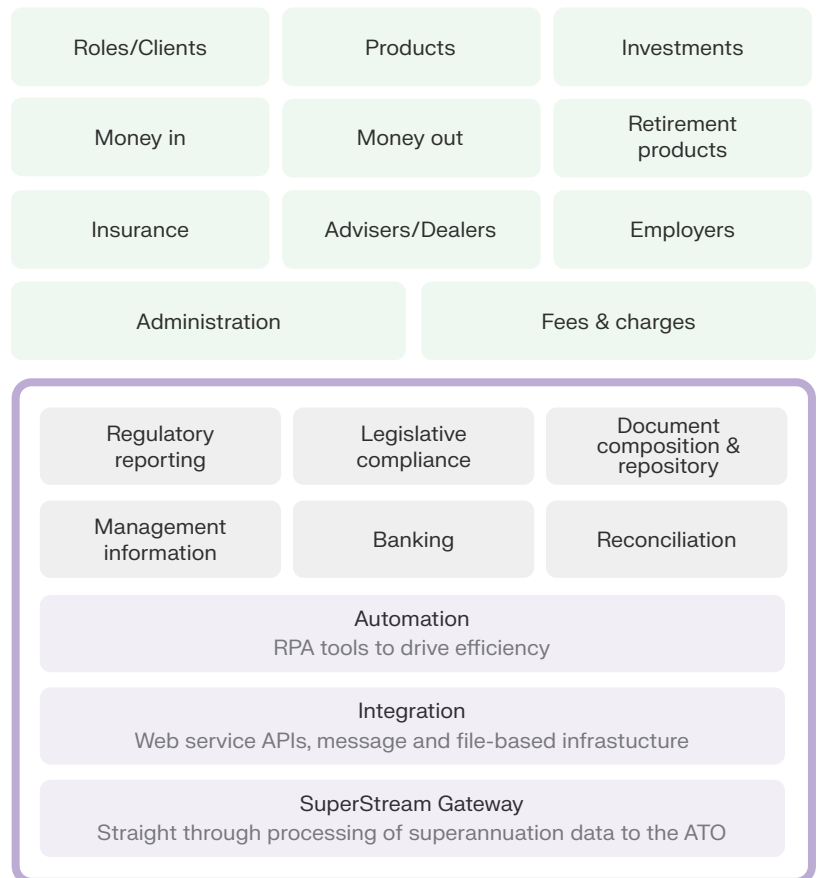 Roles/Clients
Products
Investments
Money in
Money out
Retirement
products
Insurance
Advisers/Dealers
Employers
Administration
Fees & charges
Regulatory
reporting
Legislative
compliance
Document
composition &
repository
Management
information
Banking
Reconciliation
Automation
RPA tools to drive efficiency
Integration
Web service APIs, message and file-based infrastucture
SuperStream Gateway
Straight through processing of superannuation data to the ATO